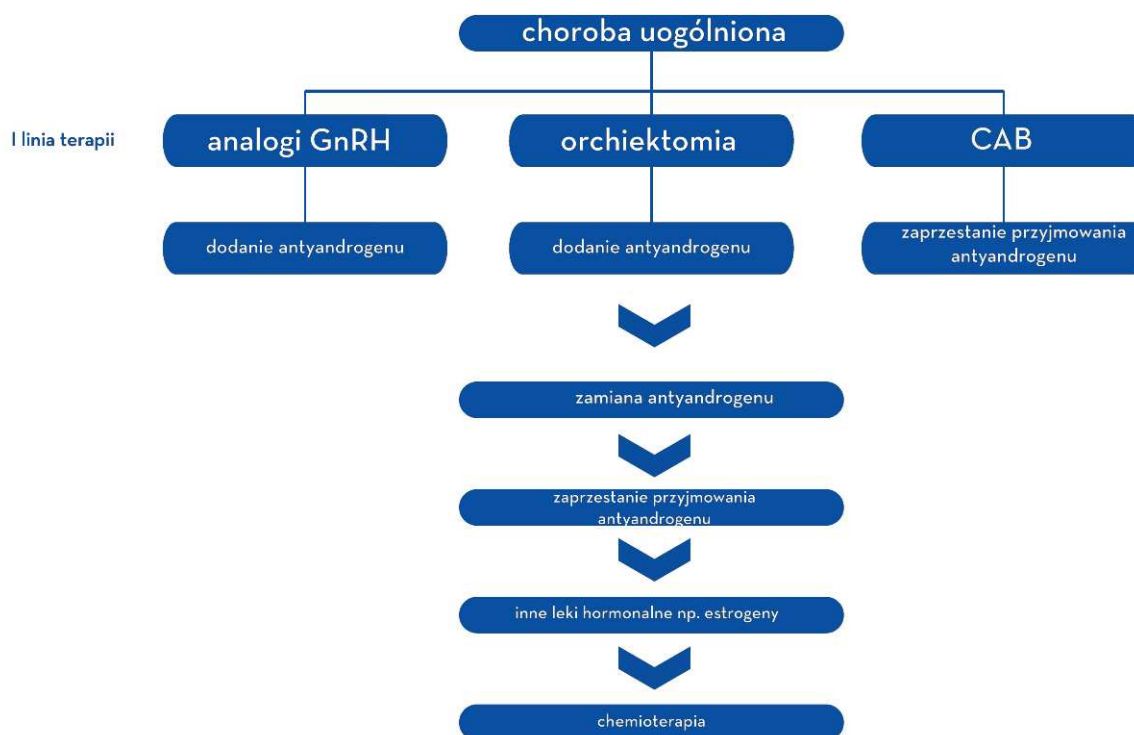 choroba uogólniona
I linia terapii
analogi GnRH
orchiektomia
CAB
dodanie antyandrogenu
dodanie antyandrogenu
zaprzestanie przyjmowania
antyandrogenu
zamiana antyandrogenu
zaprzestanie przyjmowania
antyandrogenu
inne leki hormonalne np. estrogeny
chemioterapia